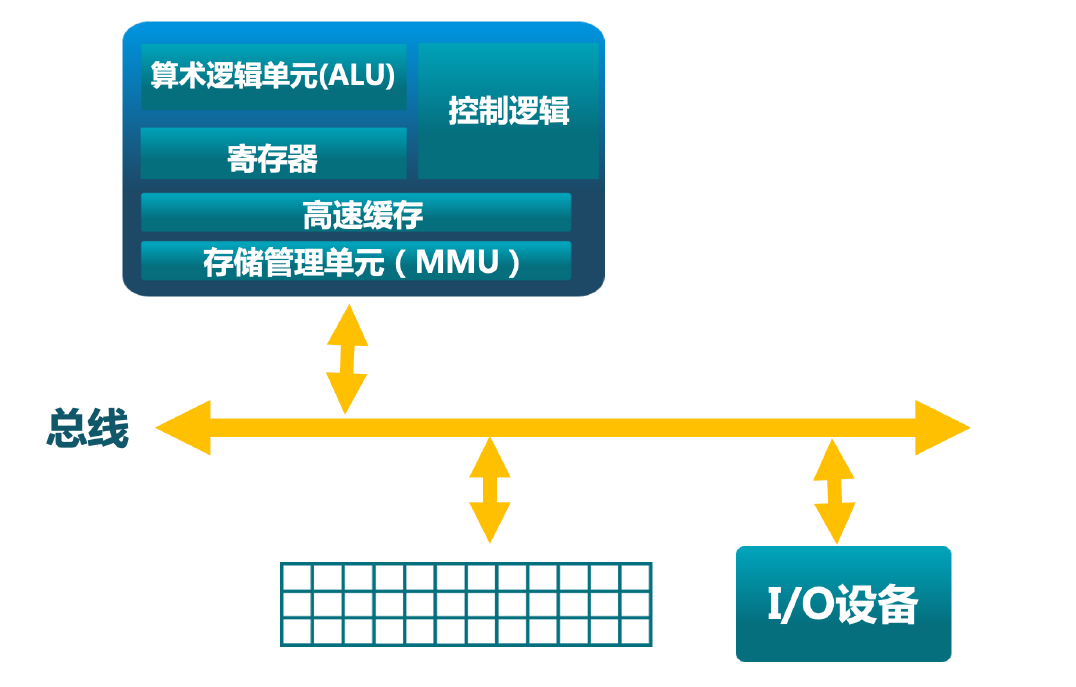 算术逻辑单元(ALU)
控制逻辑
寄存器
高速缓存
存储管理单元（MMU）
总线
I/O设备